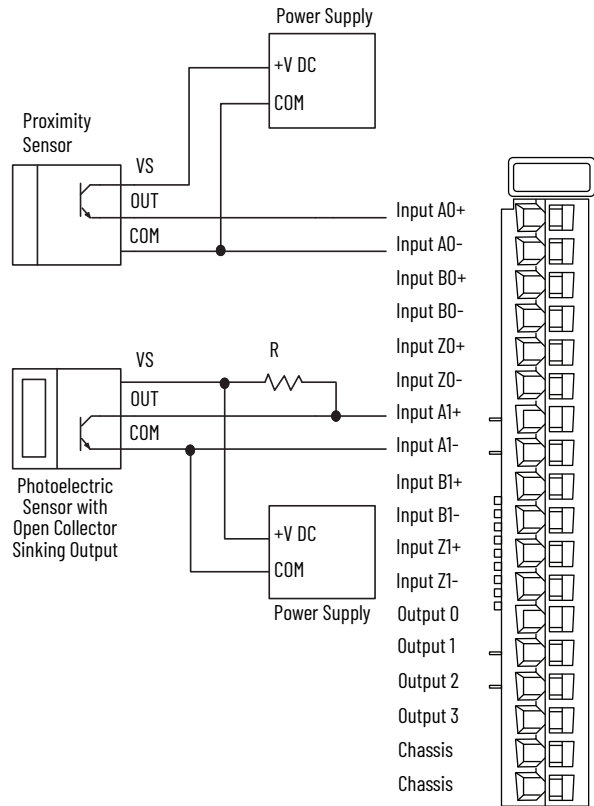 Power Supply
+V DC
COM
Proximity
Sensor
VS
OUT
COM
Input A0+
Input A0-
Input B0+
Input B0-
Input Z0+
Input Z0-
Input A1+
Input A1-
Input B1+
Input B1-
Input Z1+
Input Z1-
Output 0
Output 1
Output 2
Output 3
Chassis
Chassis
VS
R
OUT
COM
Photoelectric
Sensor with
Open Collector
Sinking Output
+V DC
COM
Power Supply